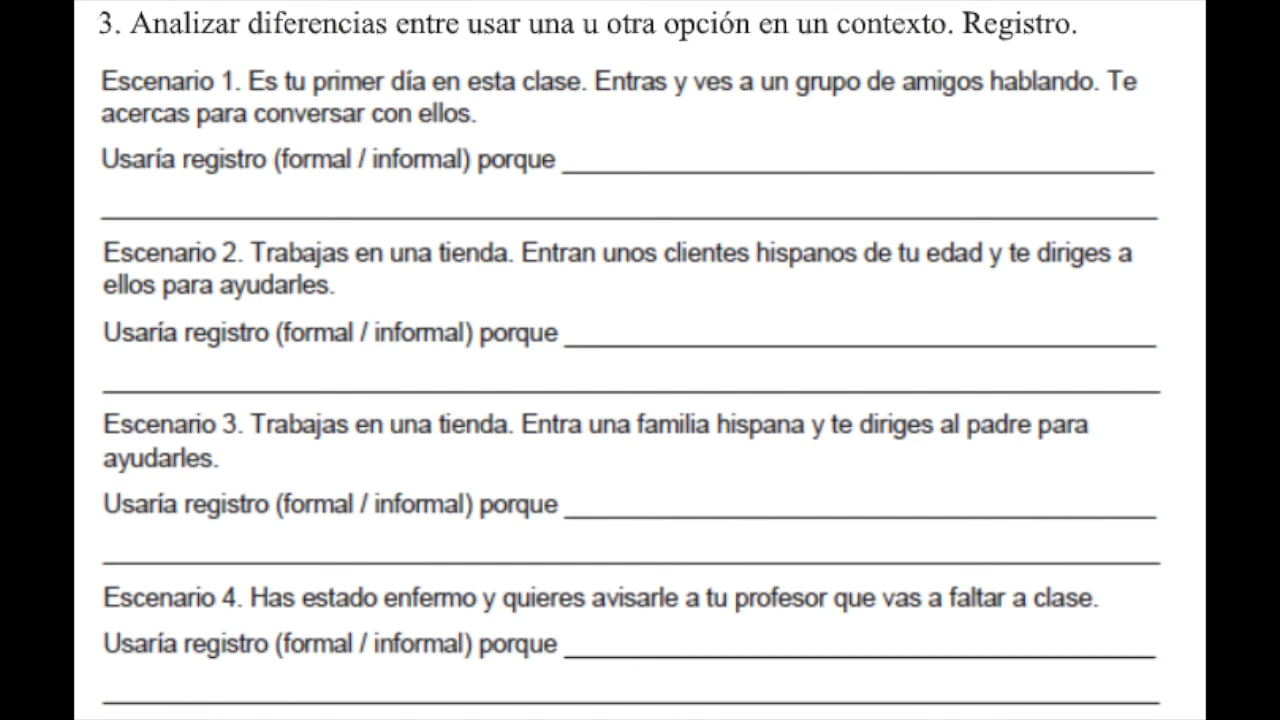 3. Analizar diferencias entre usar una u otra opción en un contexto. Registro.
Escenario 1. Es tu primer día en esta clase. Entras y ves a un grupo de amigos hablando. Te
acercas para conversar con ellos.
Usaría registro (formal / informal) porque
Escenario 2. Trabajas en una tienda. Entran unos clientes hispanos de tu edad y te diriges a
ellos para ayudarles.
Usaría registro (formal / informal) porque
Escenario 3. Trabajas en una tienda. Entra una familia hispana y te diriges al padre para
ayudarles.
Usaría registro (formal / informal) porque
Escenario 4. Has estado enfermo y quieres avisarle a tu profesor que vas a faltar a clase.
Usaría registro (formal / informal) porque